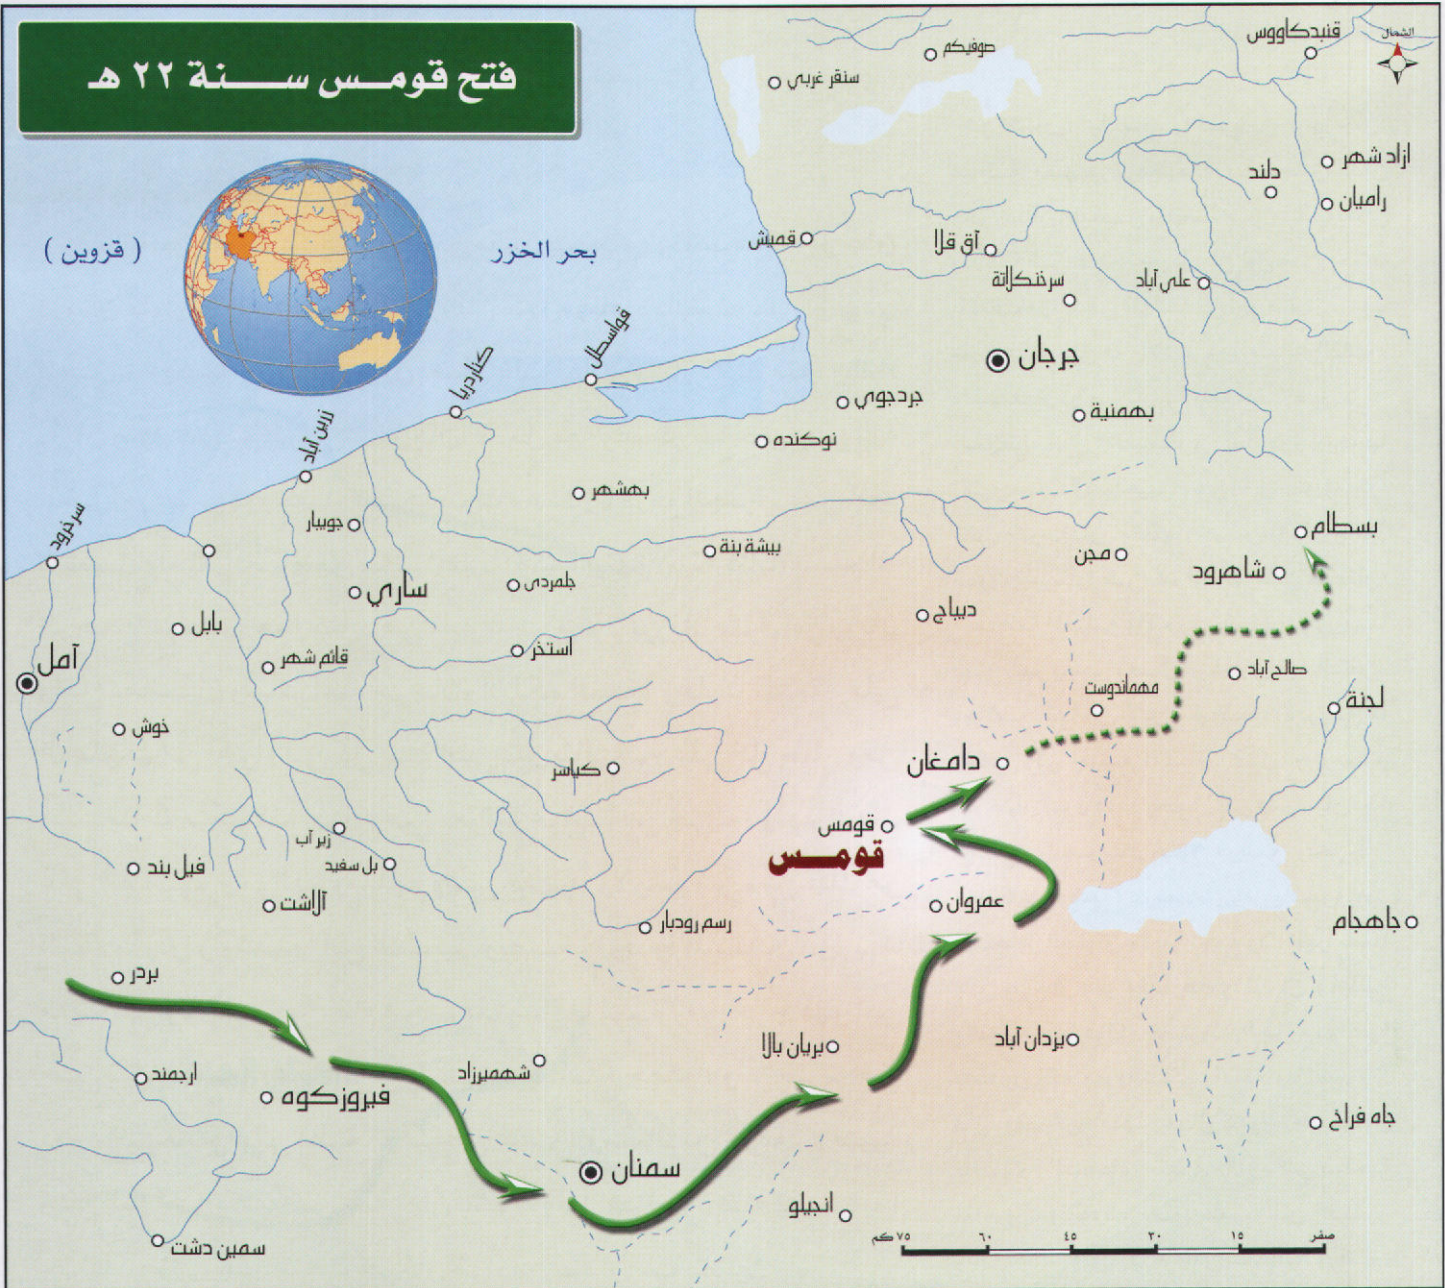 فتح قومس سنة ٢٢ هـ
الشمال
قنبدكاووس
صوفيكم
سنقر غربي
ازاد شهر
دلند
راميان
بحر الخزر
( قزوين )
قميش
آق قلا
سرخنكلاتة
علي آباد
قواسطل
كناردريا
جرجان
جردجوي
بهمنية
نوكنده
زرين آباد
بهشهر
سرخرود
جويبار
بيشة بنة
مجن
بسطام
شاهرود
ساري
جلمردى
ديباج
بابل
استخر
قائم شهر
آمل
صالح آباد
مهماندوست
لجنة
خوش
دامغان
كياسر
قومس
قومس
زير آب
بل سفيد
فيل بند
آلاشت
عمروان
رسم رودبار
جاهجام
بردر
بريان بالا
يزدان آباد
شهميرزاد
ارجمند
فيروزكوه
جاه فراخ
سمنان
انجيلو
سمين دشت
صفر
١٥
٣٠
٤٥
٦٠
٧٥ كم